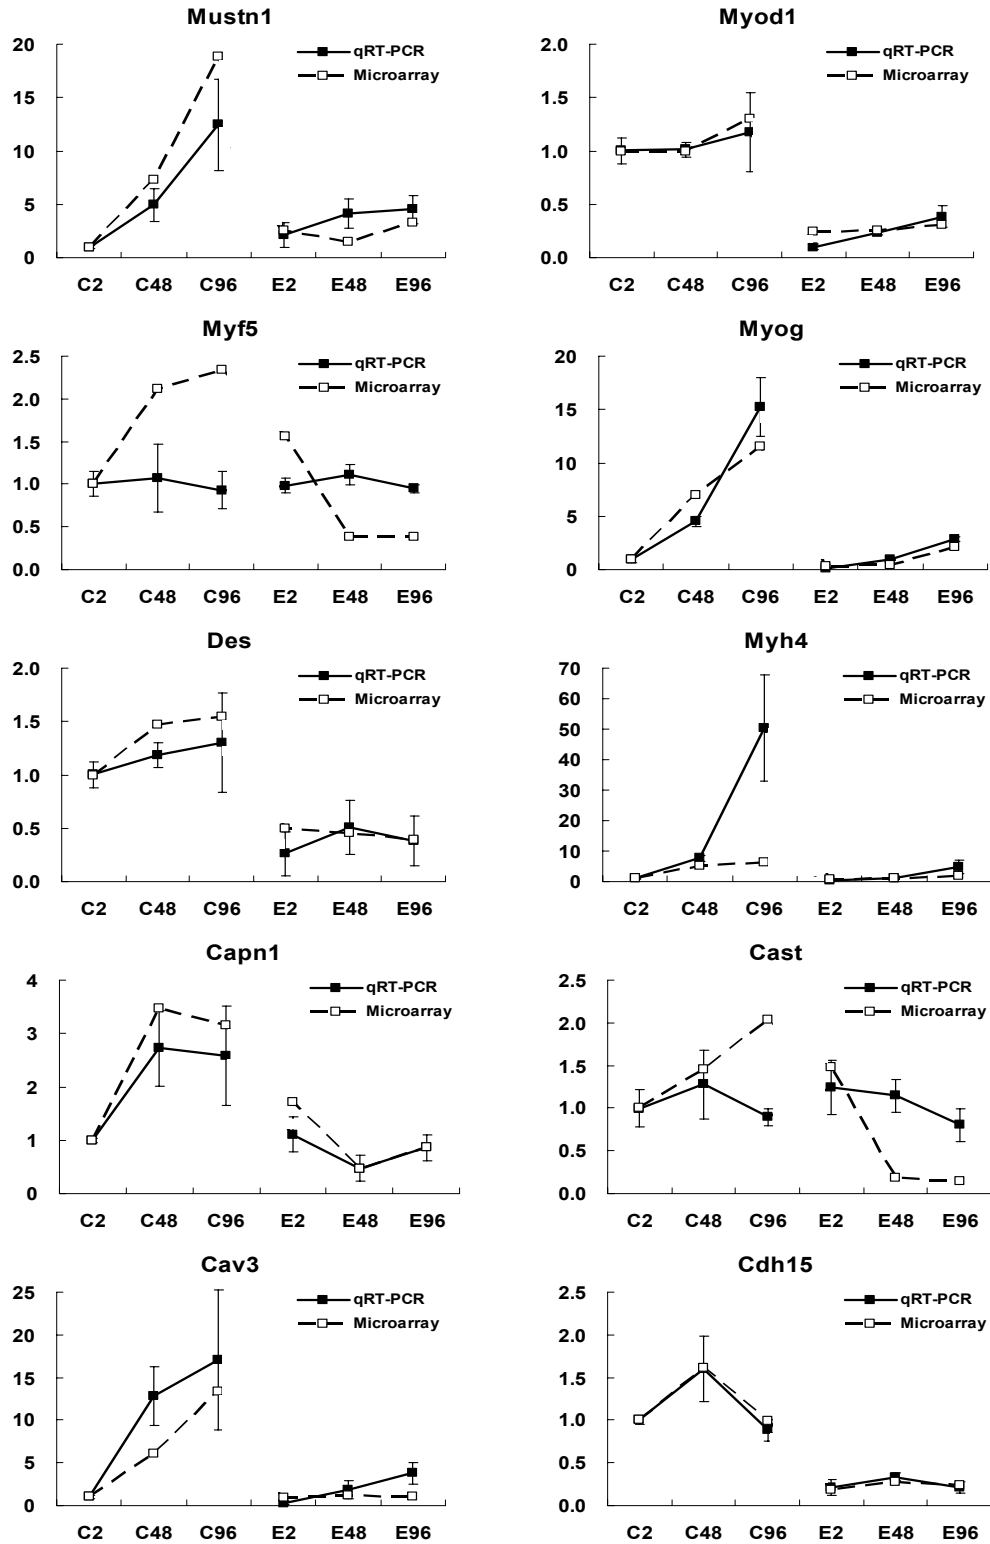 Mustn1
20
15
10
5
0
qRT-PCR
Microarray
C2 C48 C96 E2 E48 E96
Myod1
2.0
1.5
1.0
0.5
0.0
qRT-PCR
Microarray
C2 C48 C96 E2 E48 E96
Myf5
2.5
2.0
1.5
1.0
0.5
0.0
qRT-PCR
Microarray
C2 C48 C96 E2 E48 E96
Myog
20
15
10
5
0
qRT-PCR
Microarray
C2 C48 C96 E2 E48 E96
Des
2.0
1.5
1.0
0.5
0.0
qRT-PCR
Microarray
C2 C48 C96 E2 E48 E96
Myh4
70
60
50
40
30
20
10
0
qRT-PCR
Microarray
C2 C48 C96 E2 E48 E96
Capn1
4
3
2
1
0
qRT-PCR
Microarray
C2 C48 C96 E2 E48 E96
Cast
2.5
2.0
1.5
1.0
0.5
0.0
qRT-PCR
Microarray
C2 C48 C96 E2 E48 E96
Cav3
25
20
15
10
5
0
qRT-PCR
Microarray
C2 C48 C96 E2 E48 E96
Cdh15
2.5
2.0
1.5
1.0
0.5
0.0
qRT-PCR
Microarray
C2 C48 C96 E2 E48 E96